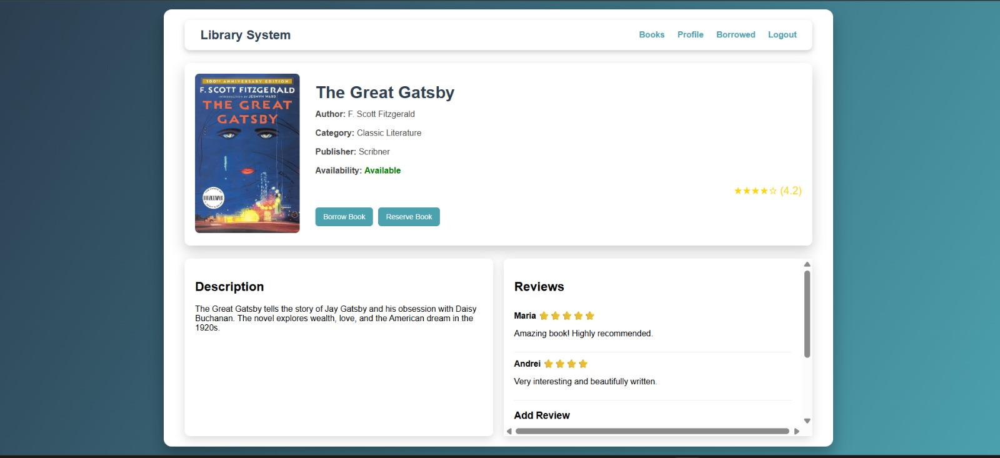 Library System
Books Profile Borrowed Logout
100TH ANNIVERSARY EDITION
F. SCOTT FITZGERALD
INTRODUCTION BY JESMYN WARD
THE GREAT
GATSBY
The Great Gatsby
Author: F. Scott Fitzgerald
Category: Classic Literature
Publisher: Scribner
Availability: Available
★★★★☆ (4.2)
Borrow Book Reserve Book
Description
The Great Gatsby tells the story of Jay Gatsby and his obsession with Daisy
Buchanan. The novel explores wealth, love, and the American dream in the
1920s.
Reviews
Maria ⭐⭐⭐⭐⭐
Amazing book! Highly recommended.
Andrei ⭐⭐⭐⭐
Very interesting and beautifully written.
Add Review